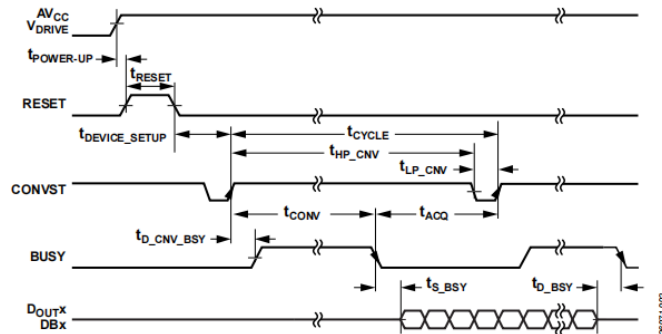 AVCC
VDRIVE
tPOWER-UP
tRESET
RESET
tDEVICE_SETUP
tCYCLE
tHP_CNV
tLP_CNV
CONVST
tCONV
tACQ
tD_CNV_BSY
BUSY
tS_BSY
tD_BSY
DOUTx
DBx